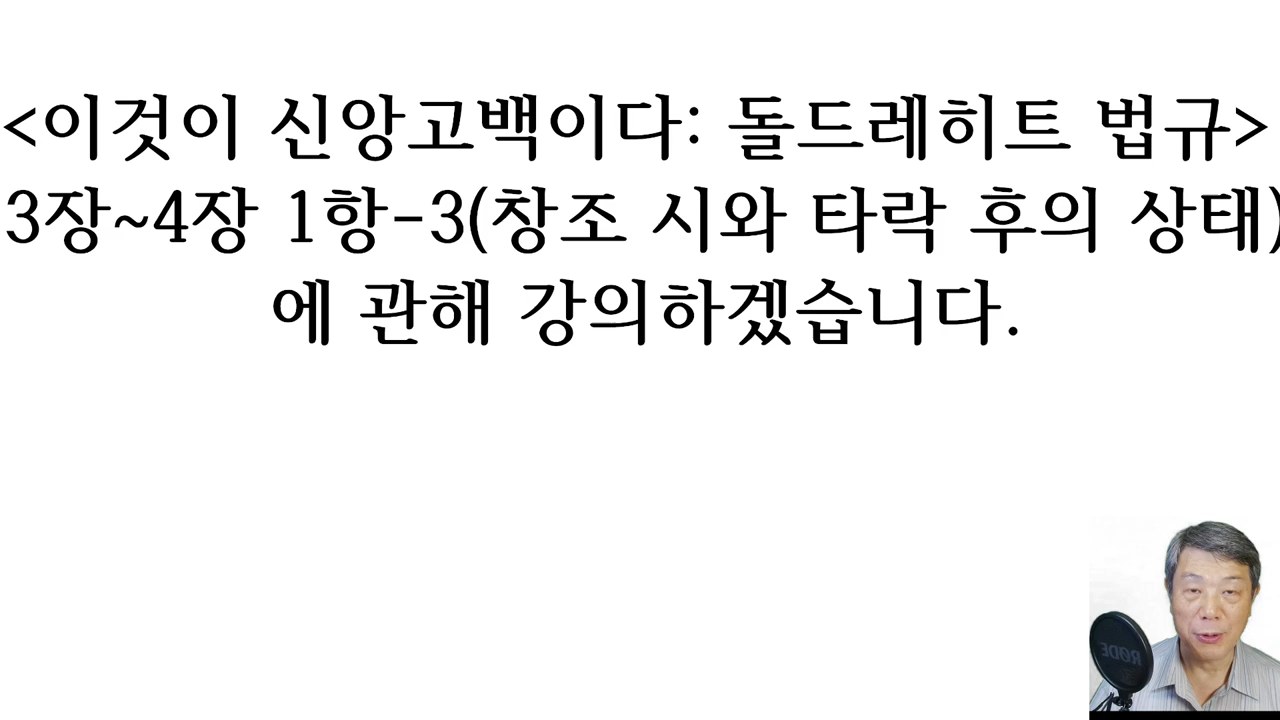 <이것이 신앙고백이다: 돌드레히트 법규>
3장~4장 1항-3(창조 시와 타락 후의 상태)
에 관해 강의하겠습니다.
RØDE